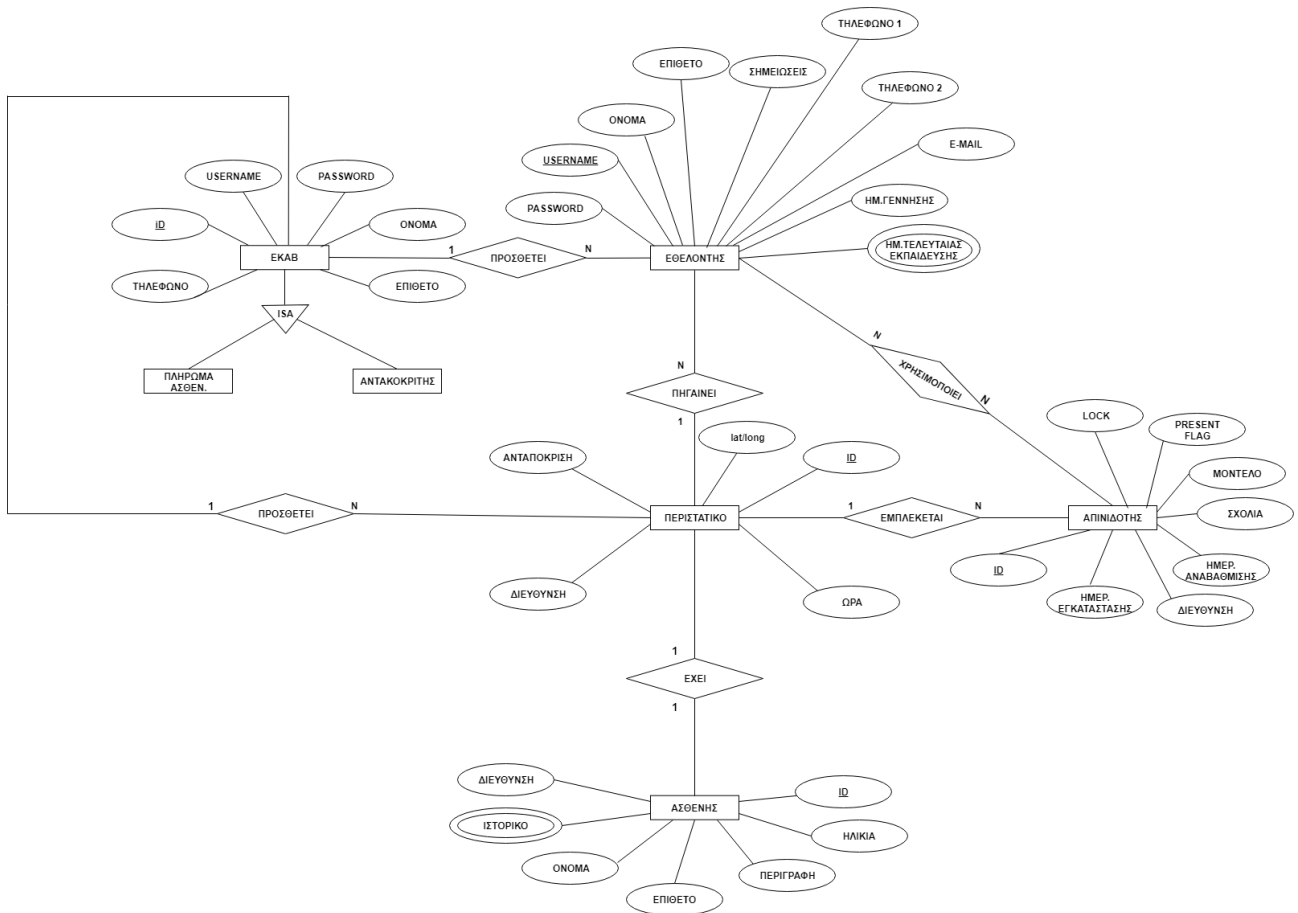 ΤΗΛΕΦΩΝΟ 1
ΕΠΙΘΕΤΟ
ΣΗΜΕΙΩΣΕΙΣ
ΤΗΛΕΦΩΝΟ 2
ΟΝΟΜΑ
E-MAIL
USERNAME
USERNAME
PASSWORD
ΗΜ.ΓΕΝΝΗΣΗΣ
PASSWORD
iD
ΟΝΟΜΑ
ΗΜ.ΤΕΛΕΥΤΑΙΑΣ
ΕΚΠΑΙΔΕΥΣΗΣ
1
N
ΕΚΑΒ
ΠΡΟΣΘΕΤΕΙ
ΕΘΕΛΟΝΤΗΣ
ΤΗΛΕΦΩΝΟ
ΕΠΙΘΕΤΟ
ISA
N
ΠΛΗΡΩΜΑ
ΑΣΘΕΝ.
ΑΝΤΑΚΟΚΡΙΤΗΣ
N
ΧΡΗΣΙΜΟΠΟΙΕΙ
N
ΠΗΓΑΙΝΕΙ
1
LOCK
PRESENT
FLAG
lat/long
ΑΝΤΑΠΟΚΡΙΣΗ
ID
ΜΟΝΤΕΛΟ
1
ΠΡΟΣΘΕΤΕΙ
N
ΠΕΡΙΣΤΑΤΙΚΟ
1
ΕΜΠΛΕΚΕΤΑΙ
N
ΑΠΙΝΙΔΟΤΗΣ
ΣΧΟΛΙΑ
ID
ΗΜΕΡ.
ΑΝΑΒΑΘΜΙΣΗΣ
ΔΙΕΥΘΥΝΣΗ
ΩΡΑ
ΗΜΕΡ.
ΕΓΚΑΤΑΣΤΑΣΗΣ
ΔΙΕΥΘΥΝΣΗ
1
ΕΧΕΙ
1
ΔΙΕΥΘΥΝΣΗ
ID
ΑΣΘΕΝΗΣ
ΙΣΤΟΡΙΚΟ
ΗΛΙΚΙΑ
ΟΝΟΜΑ
ΠΕΡΙΓΡΑΦΗ
ΕΠΙΘΕΤΟ